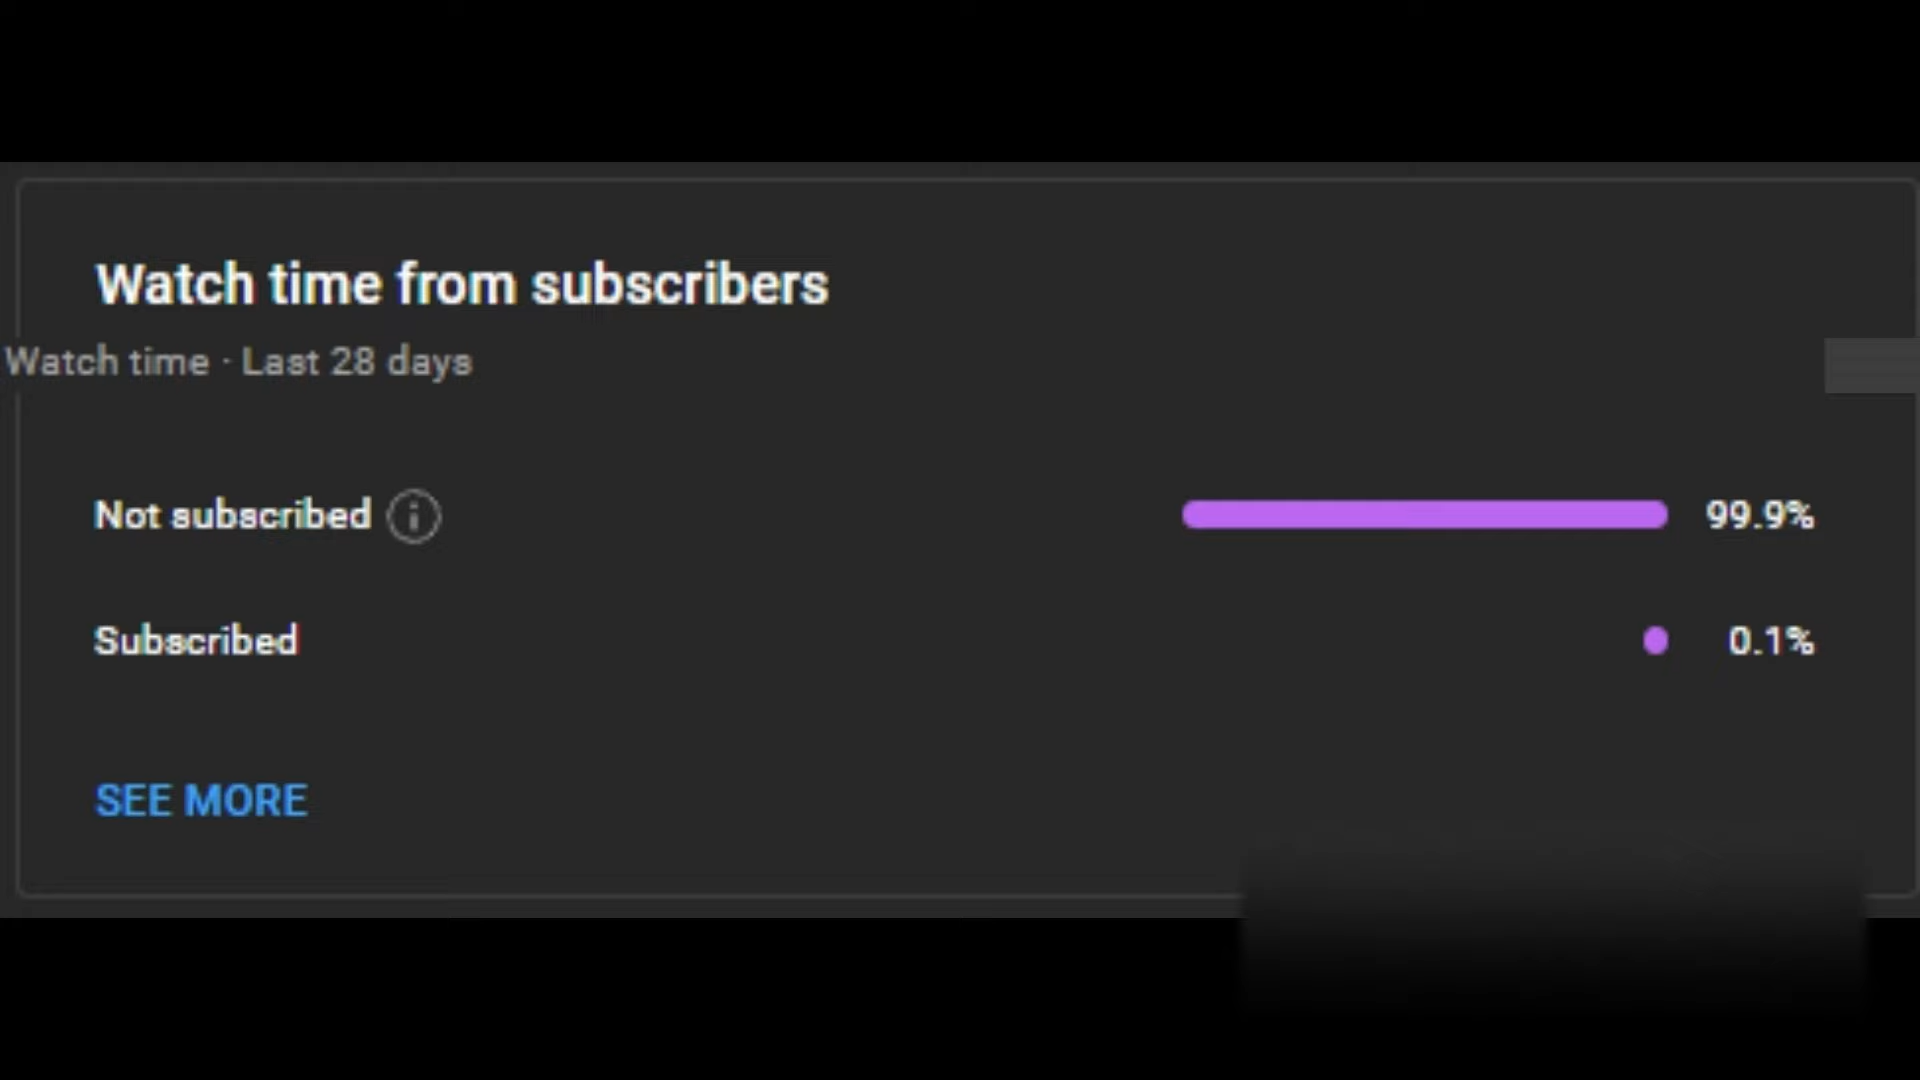 Watch time from subscribers
Watch time · Last 28 days
Not subscribed 99.9%
Subscribed 0.1%
SEE MORE